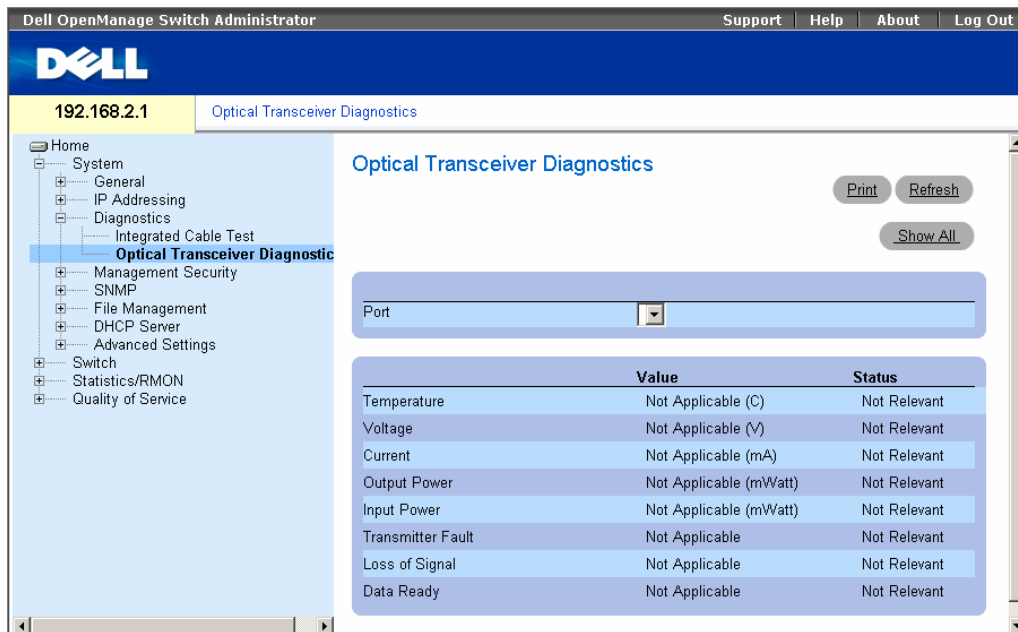 Dell OpenManage Switch Administrator Support Help About Log Out
DELL
192.168.2.1 Optical Transceiver Diagnostics
Home
System
General
IP Addressing
Diagnostics
Integrated Cable Test
Optical Transceiver Diagnostic
Management Security
SNMP
File Management
DHCP Server
Advanced Settings
Switch
Statistics/RMON
Quality of Service
Optical Transceiver Diagnostics
Print Refresh
Show All
Port
Value Status
Temperature Not Applicable (C) Not Relevant
Voltage Not Applicable (V) Not Relevant
Current Not Applicable (mA) Not Relevant
Output Power Not Applicable (mWatt) Not Relevant
Input Power Not Applicable (mWatt) Not Relevant
Transmitter Fault Not Applicable Not Relevant
Loss of Signal Not Applicable Not Relevant
Data Ready Not Applicable Not Relevant